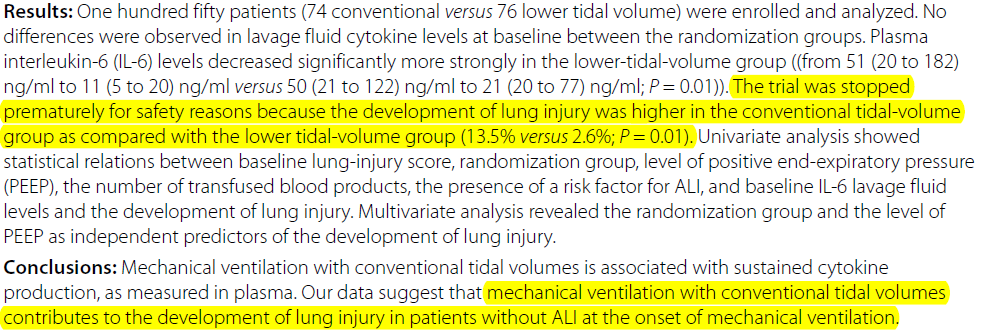 Results: One hundred fifty patients (74 conventional versus 76 lower tidal volume) were enrolled and analyzed. No
differences were observed in lavage fluid cytokine levels at baseline between the randomization groups. Plasma
interleukin-6 (IL-6) levels decreased significantly more strongly in the lower-tidal-volume group ((from 51 (20 to 182)
ng/ml to 11 (5 to 20) ng/ml versus 50 (21 to 122) ng/ml to 21 (20 to 77) ng/ml; P = 0.01)). The trial was stopped
prematurely for safety reasons because the development of lung injury was higher in the conventional tidal-volume
group as compared with the lower tidal-volume group (13.5% versus 2.6%; P = 0.01). Univariate analysis showed
statistical relations between baseline lung-injury score, randomization group, level of positive end-expiratory pressure
(PEEP), the number of transfused blood products, the presence of a risk factor for ALI, and baseline IL-6 lavage fluid
levels and the development of lung injury. Multivariate analysis revealed the randomization group and the level of
PEEP as independent predictors of the development of lung injury.
Conclusions: Mechanical ventilation with conventional tidal volumes is associated with sustained cytokine
production, as measured in plasma. Our data suggest that mechanical ventilation with conventional tidal volumes
contributes to the development of lung injury in patients without ALI at the onset of mechanical ventilation.